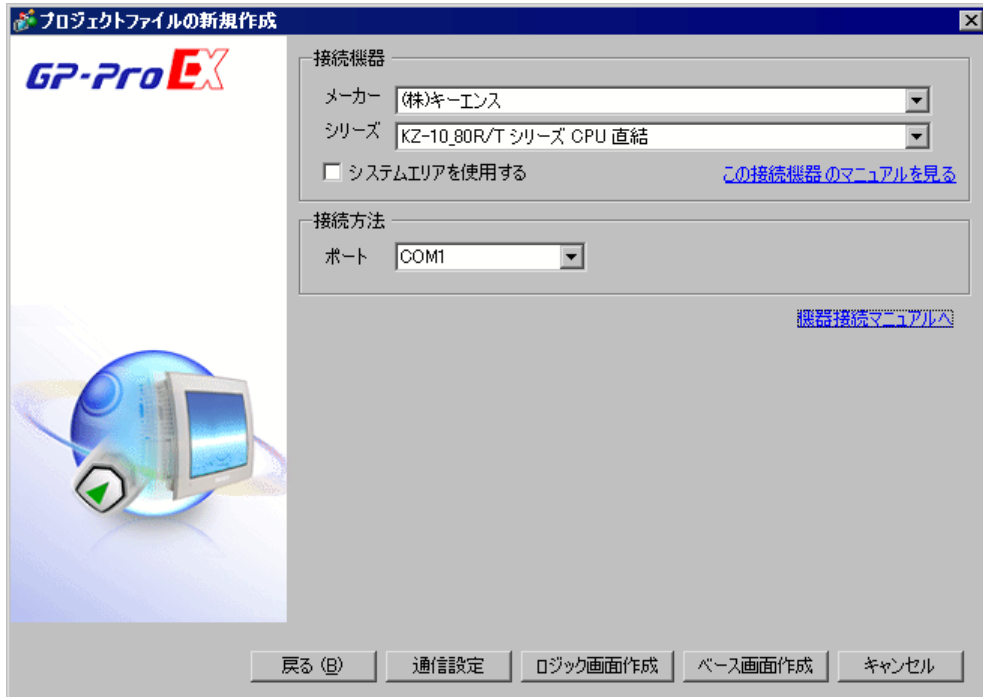 プロジェクトファイルの新規作成
GP-Pro EX
接続機器
メーカー (株)キーエンス
シリーズ KZ-10_80R/T シリーズ CPU 直結
システムエリアを使用する この接続機器のマニュアルを見る
接続方法
ポート COM1
機器接続マニュアルへ
戻る (B) 通信設定 ロジック画面作成 ベース画面作成 キャンセル